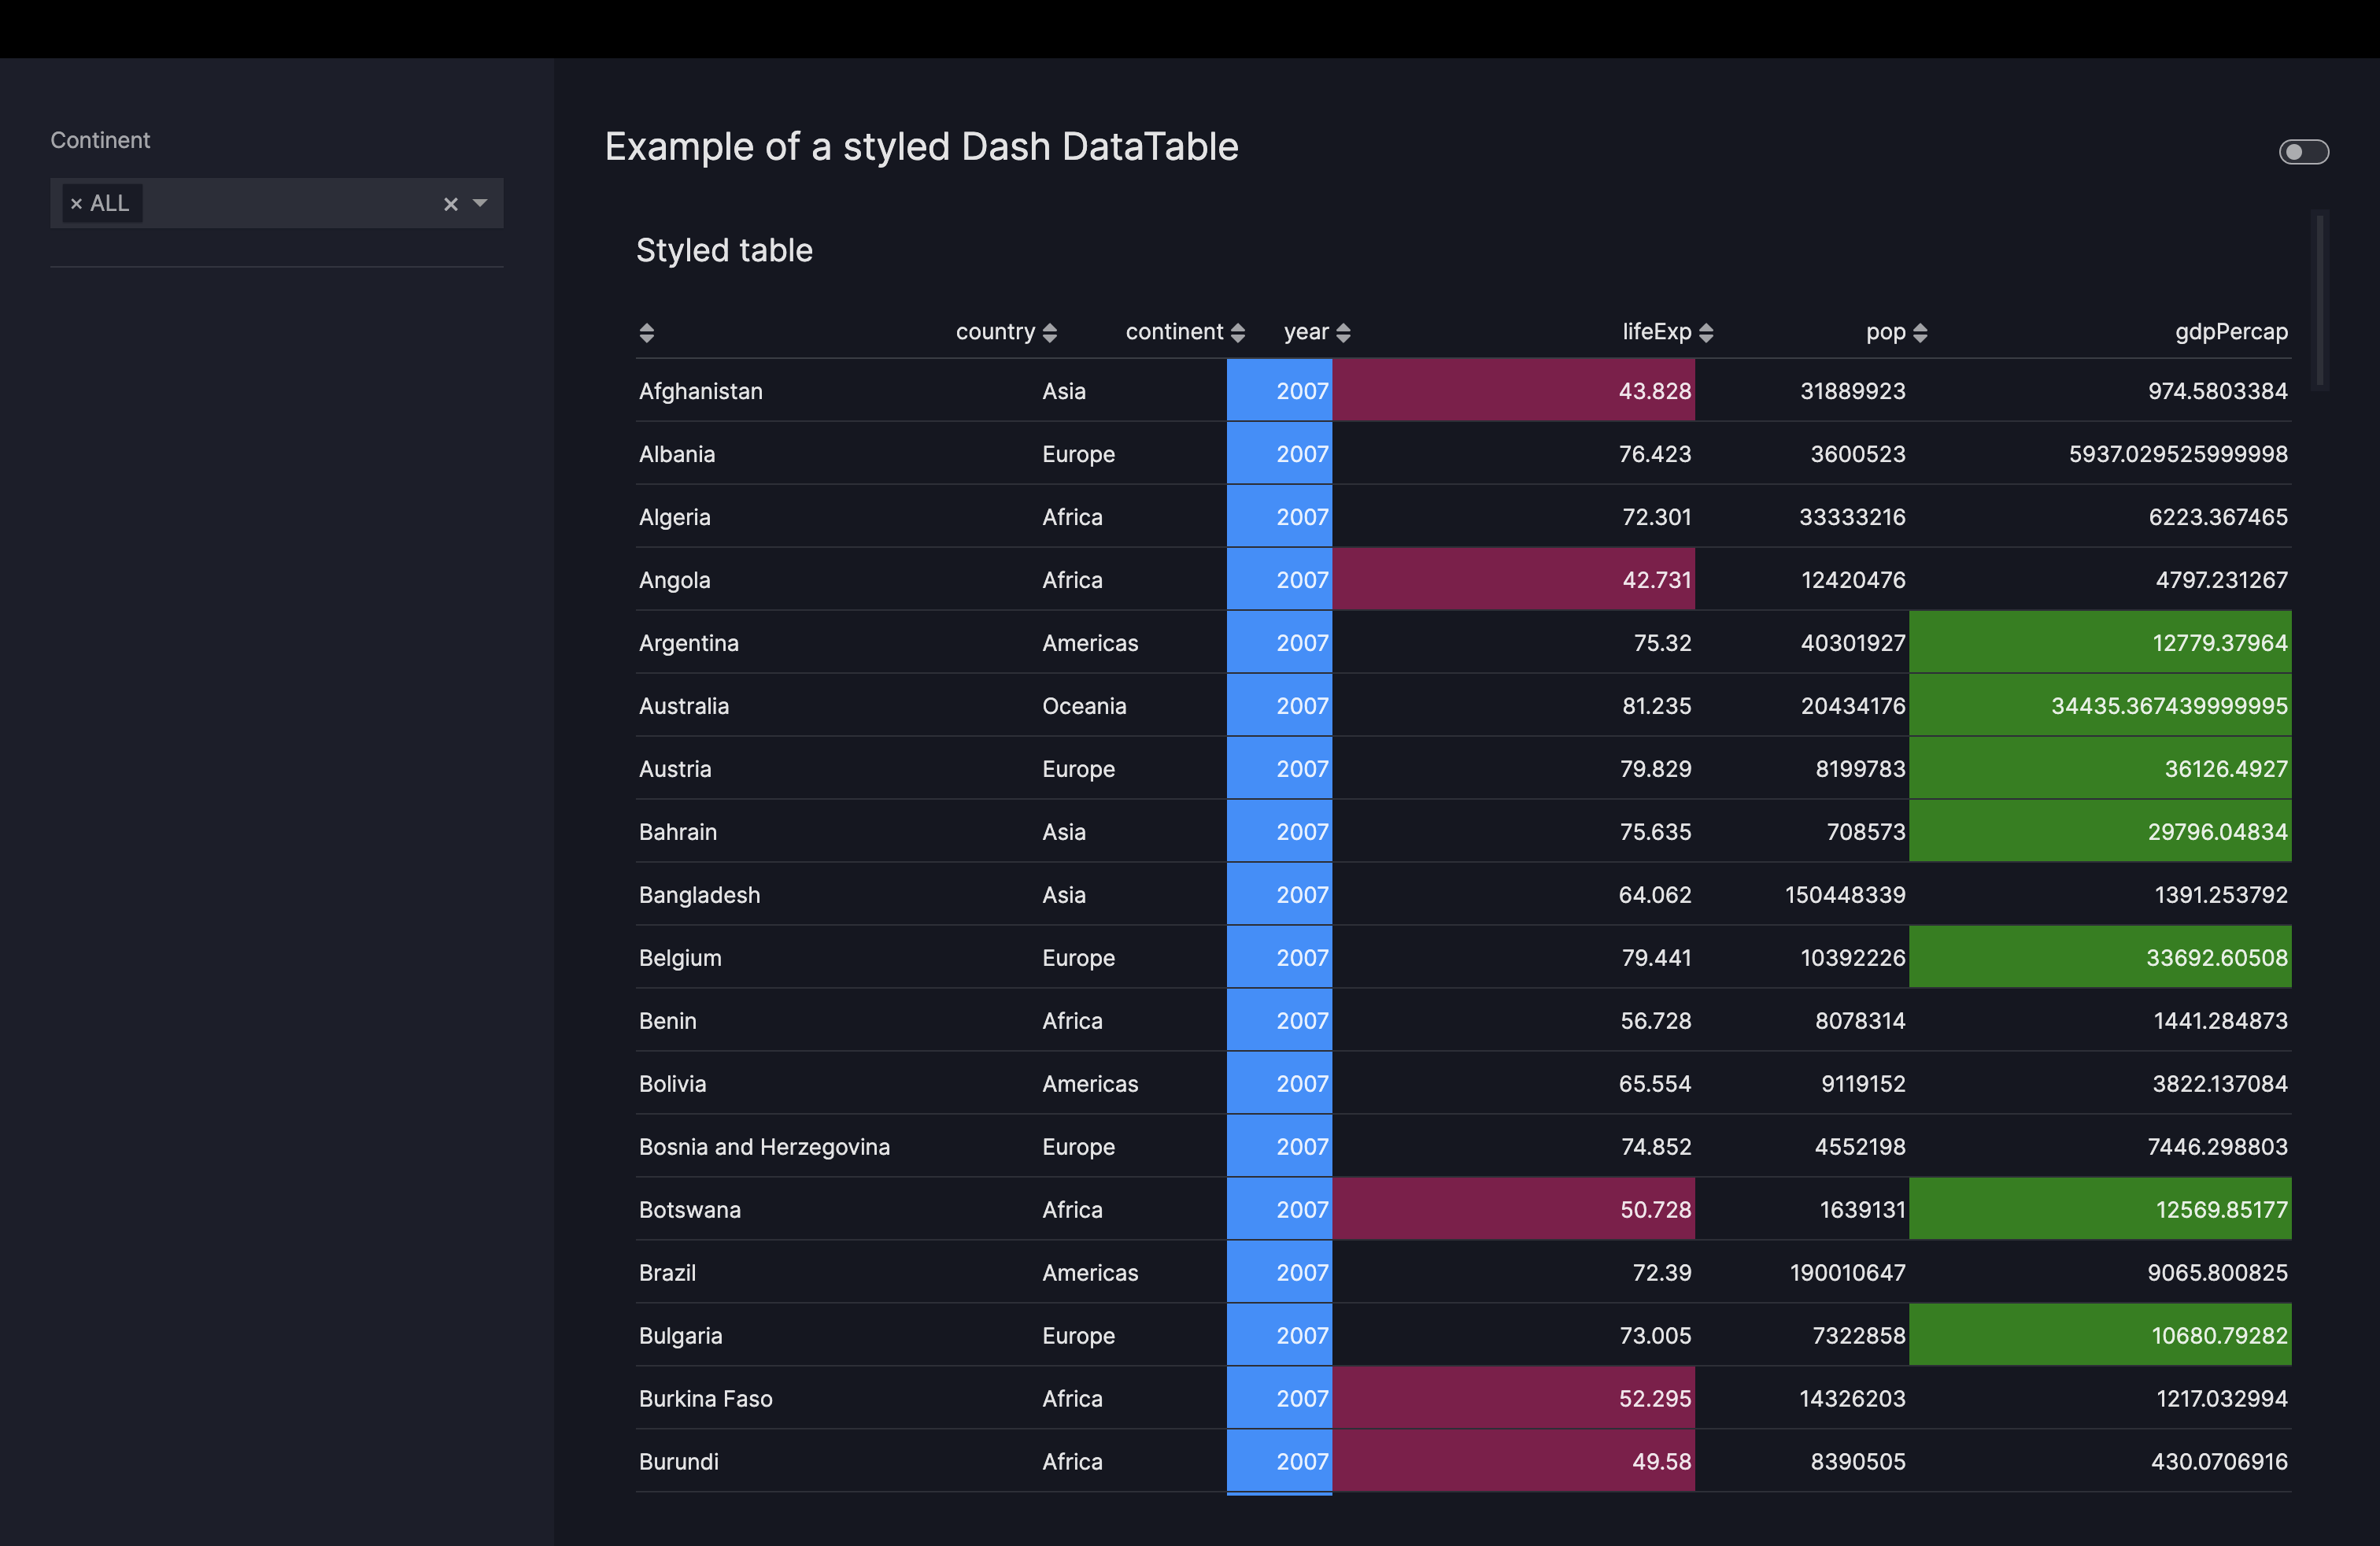 Continent
× ALL
Example of a styled Dash DataTable
Styled table
country continent year lifeExp pop gdpPercap
Afghanistan Asia 2007 43.828 31889923 974.5803384
Albania Europe 2007 76.423 3600523 5937.029525999998
Algeria Africa 2007 72.301 33333216 6223.367465
Angola Africa 2007 42.731 12420476 4797.231267
Argentina Americas 2007 75.32 40301927 12779.37964
Australia Oceania 2007 81.235 20434176 34435.367439999995
Austria Europe 2007 79.829 8199783 36126.4927
Bahrain Asia 2007 75.635 708573 29796.04834
Bangladesh Asia 2007 64.062 150448339 1391.253792
Belgium Europe 2007 79.441 10392226 33692.60508
Benin Africa 2007 56.728 8078314 1441.284873
Bolivia Americas 2007 65.554 9119152 3822.137084
Bosnia and Herzegovina Europe 2007 74.852 4552198 7446.298803
Botswana Africa 2007 50.728 1639131 12569.85177
Brazil Americas 2007 72.39 190010647 9065.800825
Bulgaria Europe 2007 73.005 7322858 10680.79282
Burkina Faso Africa 2007 52.295 14326203 1217.032994
Burundi Africa 2007 49.58 8390505 430.0706916